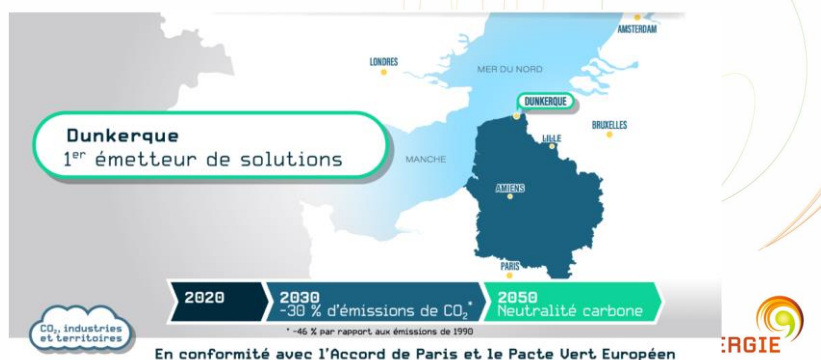 AMSTERDAM
LONDRES
MER DU NORD
DUNKERQUE
BRUXELLES
LILLE
Dunkerque
1er émetteur de solutions
MANCHE
AMIENS
PARIS
2020
2030
-30 % d'émissions de CO₂*
2050
Neutralité carbone
* -46 % par rapport aux émissions de 1990
CO₂, industries
et territoires
En conformité avec l'Accord de Paris et le Pacte Vert Européen